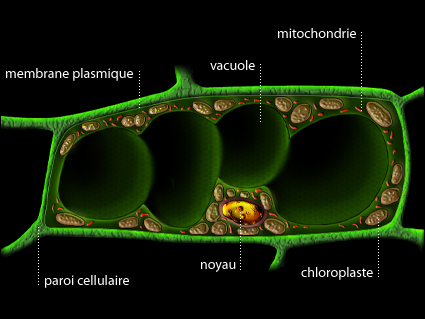 mitochondrie
vacuole
membrane plasmique
noyau
chloroplaste
paroi cellulaire